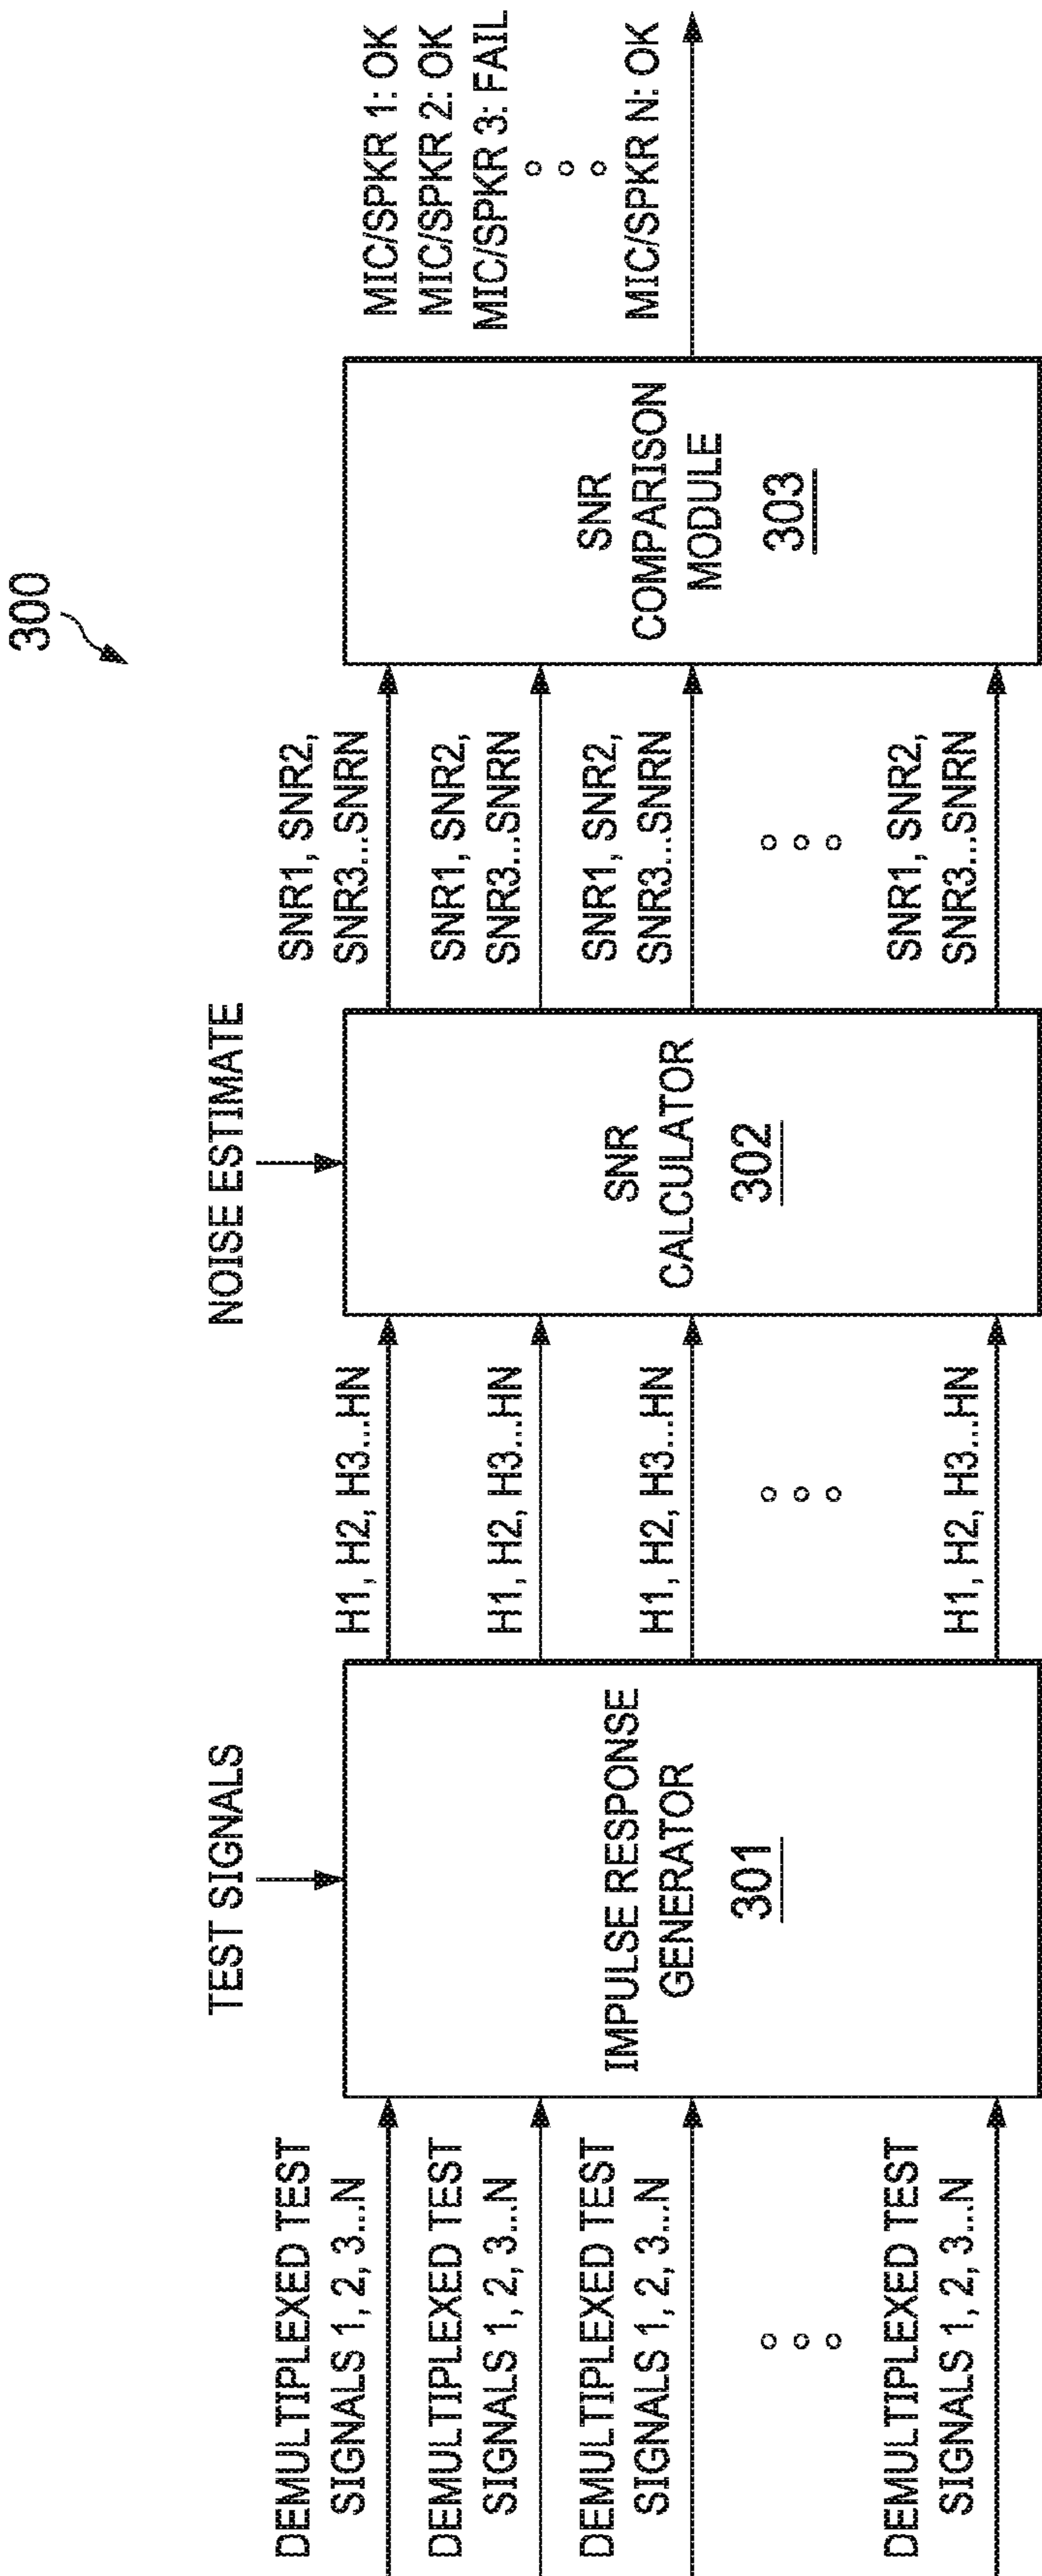 300
TEST SIGNALS
NOISE ESTIMATE
DEMULTIPLEXED TEST
SIGNALS 1, 2, 3...N
DEMULTIPLEXED TEST
SIGNALS 1, 2, 3...N
DEMULTIPLEXED TEST
SIGNALS 1, 2, 3...N
DEMULTIPLEXED TEST
SIGNALS 1, 2, 3...N
IMPULSE RESPONSE
GENERATOR
301
H1, H2, H3...HN
H1, H2, H3...HN
H1, H2, H3...HN
H1, H2, H3...HN
SNR
CALCULATOR
302
SNR1, SNR2,
SNR3...SNRN
SNR1, SNR2,
SNR3...SNRN
SNR1, SNR2,
SNR3...SNRN
SNR1, SNR2,
SNR3...SNRN
SNR
COMPARISON
MODULE
303
MIC/SPKR 1: OK
MIC/SPKR 2: OK
MIC/SPKR 3: FAIL
MIC/SPKR N: OK